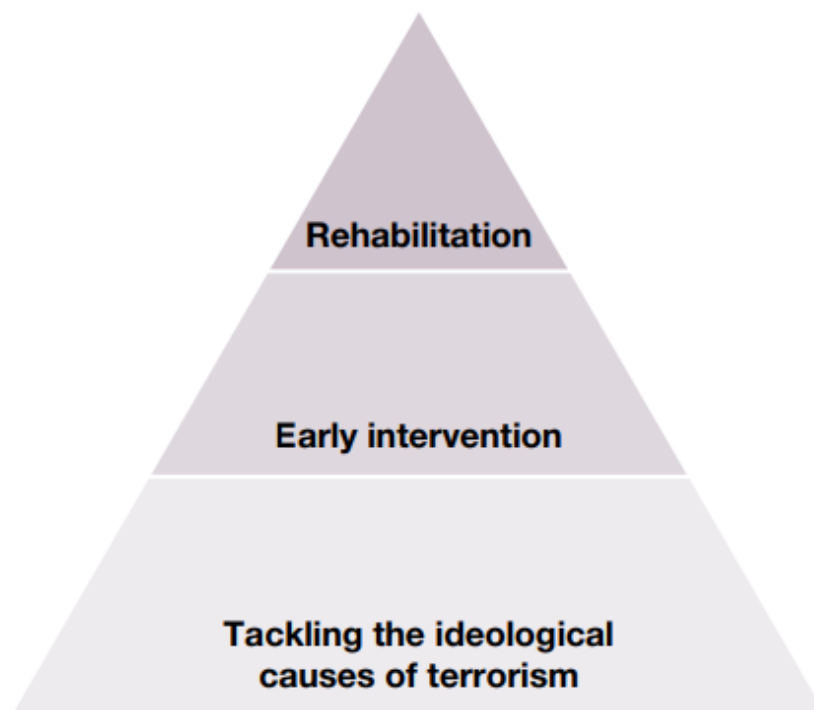 Rehabilitation
Early intervention
Tackling the ideological
causes of terrorism